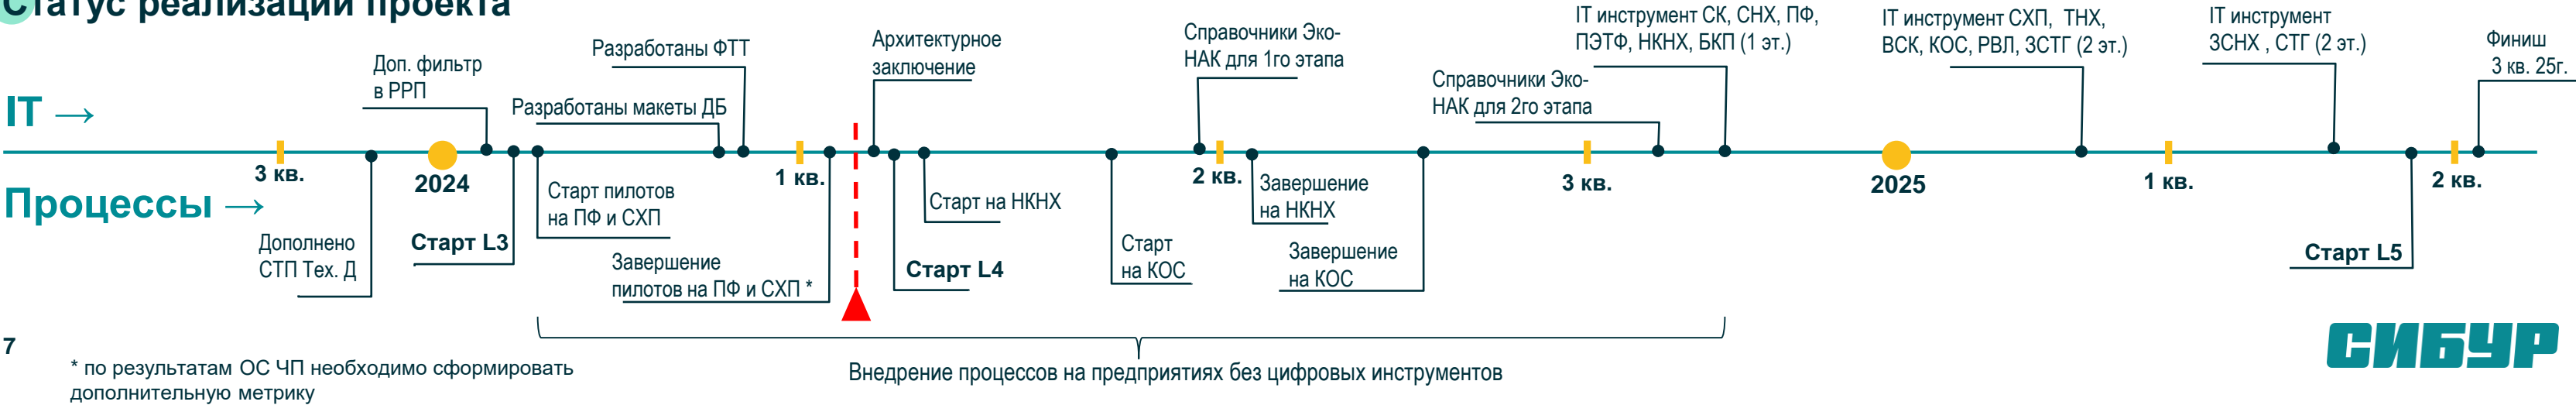 Статус реализации проекта
IT →
Доп. фильтр
в РРП
Разработаны ФТТ
Разработаны макеты ДБ
Архитектурное
заключение
Справочники Эко-
НАК для 1го этапа
Справочники Эко-
НАК для 2го этапа
IT инструмент СК, СНХ, ПФ,
ПЭТФ, НКНХ, БКП (1 эт.)
IT инструмент СХП, ТНХ,
ВСК, КОС, РВЛ, ЗСТГ (2 эт.)
IT инструмент
ЗСНХ , СТГ (2 эт.)
Финиш
3 кв. 25г.
3 кв.
2024
1 кв.
2 кв.
3 кв.
2025
1 кв.
2 кв.
Процессы →
Дополнено
СТП Тех. Д
Старт L3
Старт пилотов
на ПФ и СХП
Завершение
пилотов на ПФ и СХП *
Старт L4
Старт на НКНХ
Старт
на КОС
Завершение
на НКНХ
Завершение
на КОС
Старт L5
Внедрение процессов на предприятиях без цифровых инструментов
7
* по результатам ОС ЧП необходимо сформировать
дополнительную метрику
СИБУР